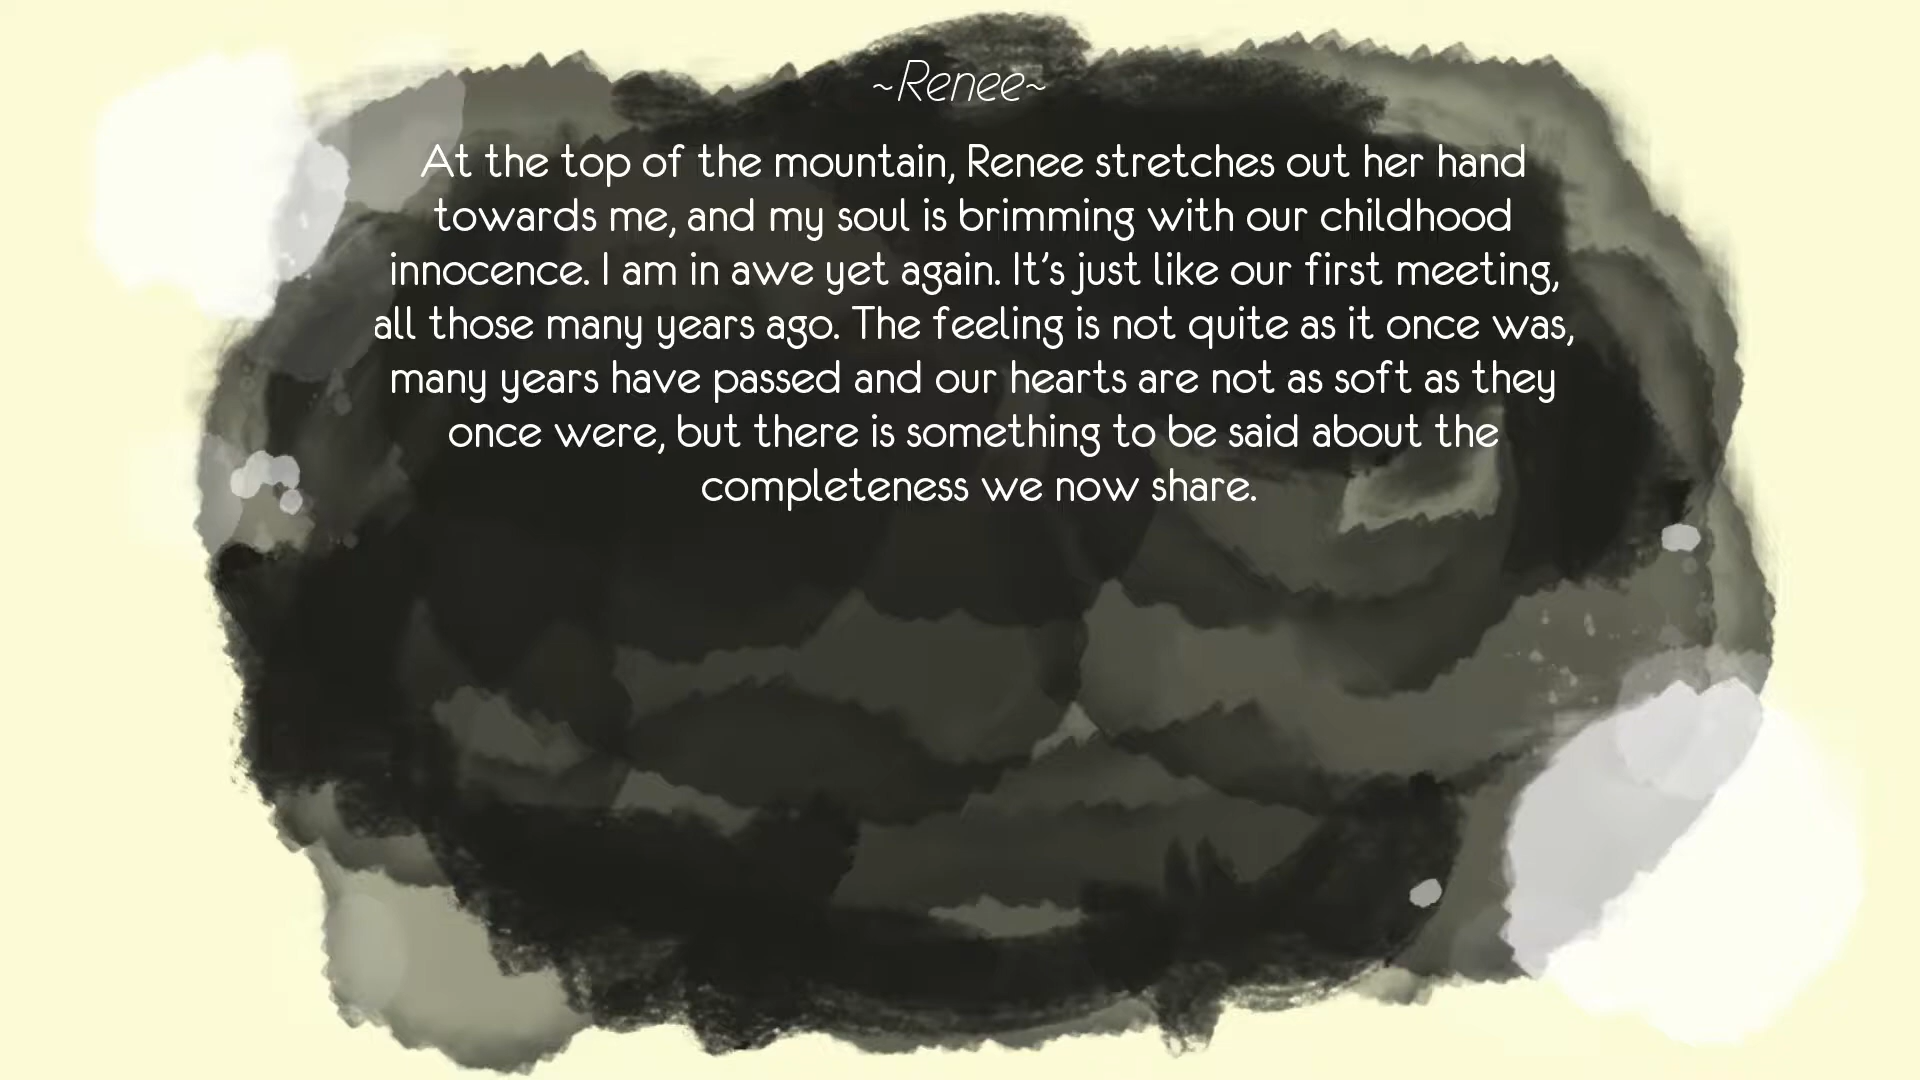 ~Renee~
At the top of the mountain, Renee stretches out her hand
towards me, and my soul is brimming with our childhood
innocence. I am in awe yet again. It's just like our first meeting,
all those many years ago. The feeling is not quite as it once was,
many years have passed and our hearts are not as soft as they
once were, but there is something to be said about the
completeness we now share.